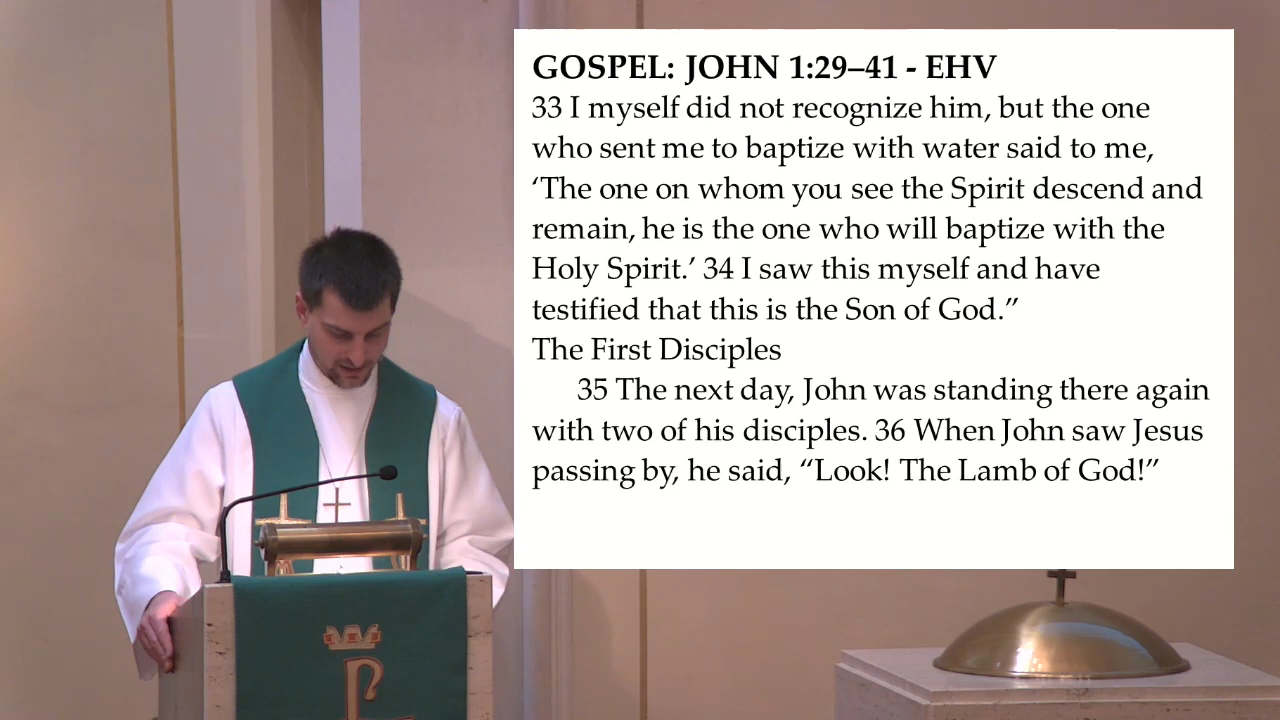 GOSPEL: JOHN 1:29–41 - EHV
33 I myself did not recognize him, but the one
who sent me to baptize with water said to me,
‘The one on whom you see the Spirit descend and
remain, he is the one who will baptize with the
Holy Spirit.’ 34 I saw this myself and have
testified that this is the Son of God.”
The First Disciples
35 The next day, John was standing there again
with two of his disciples. 36 When John saw Jesus
passing by, he said, “Look! The Lamb of God!”